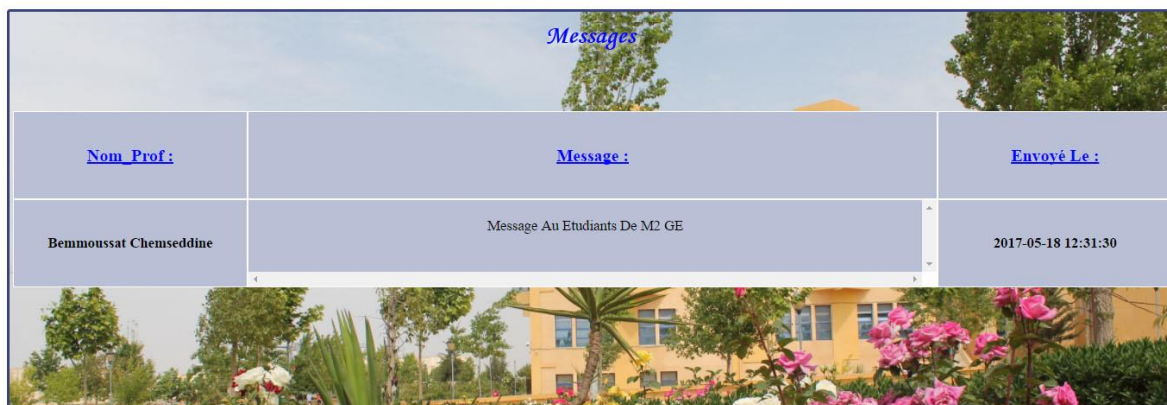 Messages
Nom_Prof :
Message :
Envoyé Le :
Bemmoussat Chemseddine
Message Au Etudiants De M2 GE
2017-05-18 12:31:30